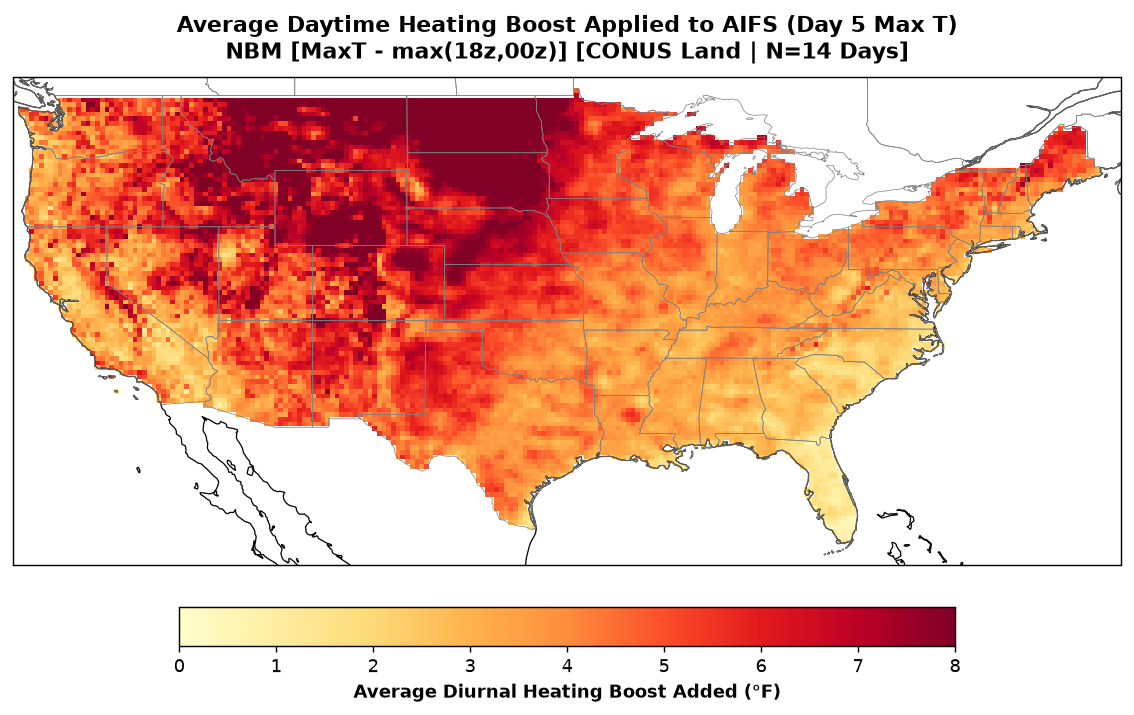 Average Daytime Heating Boost Applied to AIFS (Day 5 Max T)
NBM [MaxT - max(18z,00z)] [CONUS Land | N=14 Days]
0 1 2 3 4 5 6 7 8
Average Diurnal Heating Boost Added (°F)